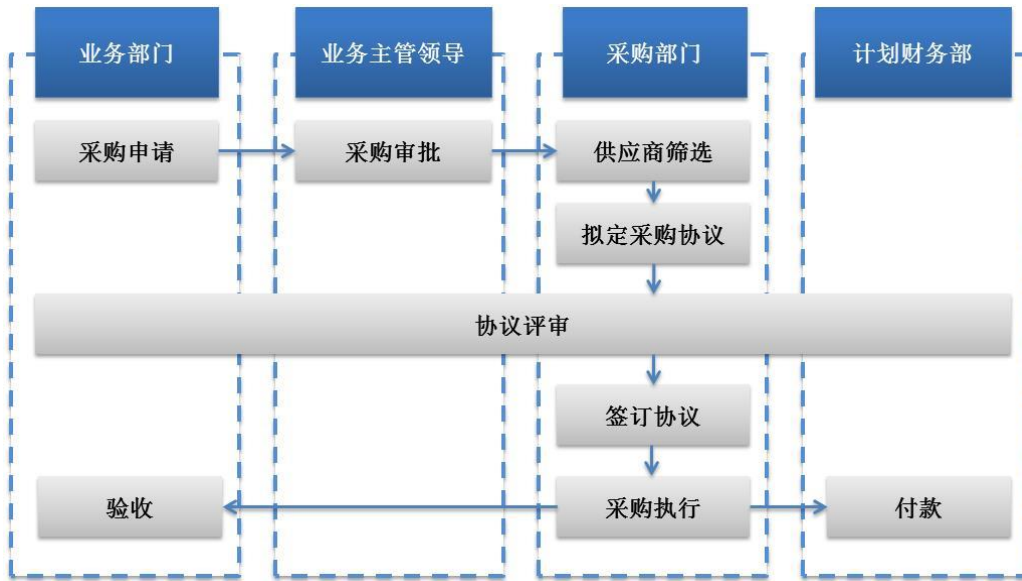 业务部门
业务主管领导
采购部门
计划财务部
采购申请
采购审批
供应商筛选
拟定采购协议
协议评审
签订协议
验收
采购执行
付款